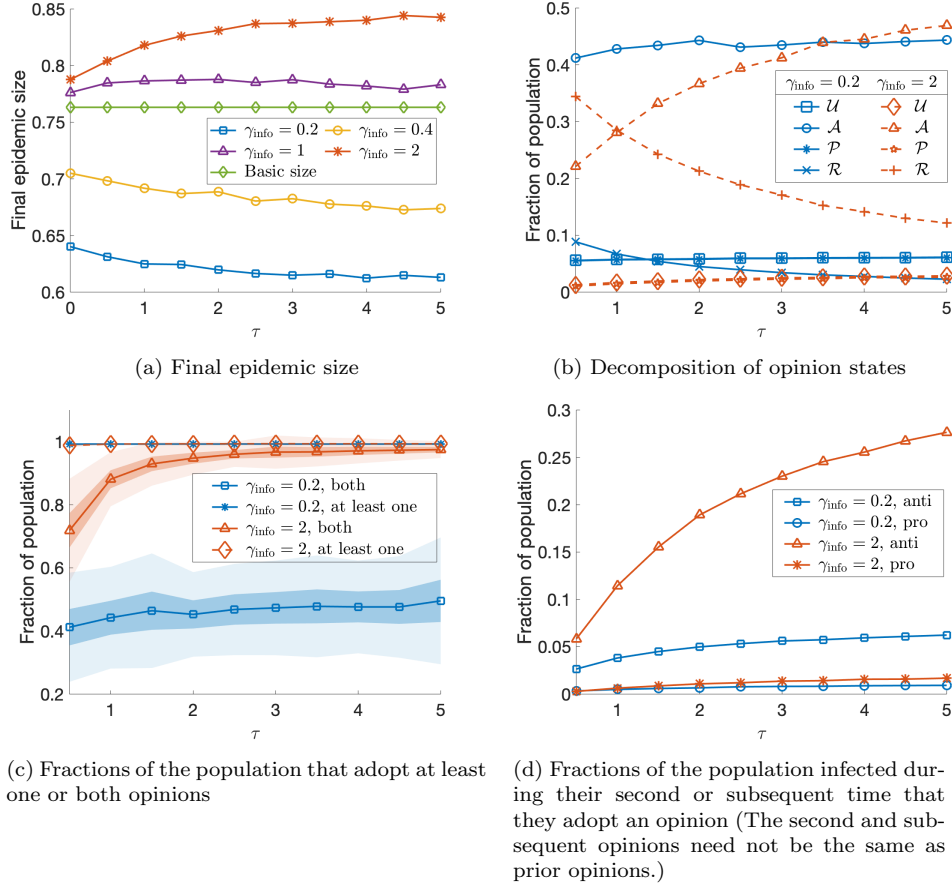 0.85
0.8
0.75
0.7
0.65
0.6
Final epidemic size
γinfo = 0.2
γinfo = 0.4
γinfo = 1
γinfo = 2
Basic size
0 1 2 3 4 5
τ
(a) Final epidemic size
0.5
0.4
0.3
0.2
0.1
0
Fraction of population
γinfo = 0.2 γinfo = 2
𝒰 𝒰
𝒜 𝒜
𝒫 𝒫
ℛ ℛ
1 2 3 4 5
τ
(b) Decomposition of opinion states
1
0.8
0.6
0.4
0.2
Fraction of population
γinfo = 0.2, both
γinfo = 0.2, at least one
γinfo = 2, both
γinfo = 2, at least one
1 2 3 4 5
τ
(c) Fractions of the population that adopt at least
one or both opinions
0.3
0.25
0.2
0.15
0.1
0.05
0
Fraction of population
γinfo = 0.2, anti
γinfo = 0.2, pro
γinfo = 2, anti
γinfo = 2, pro
1 2 3 4 5
τ
(d) Fractions of the population infected dur-
ing their second or subsequent time that
they adopt an opinion (The second and sub-
sequent opinions need not be the same as
prior opinions.)